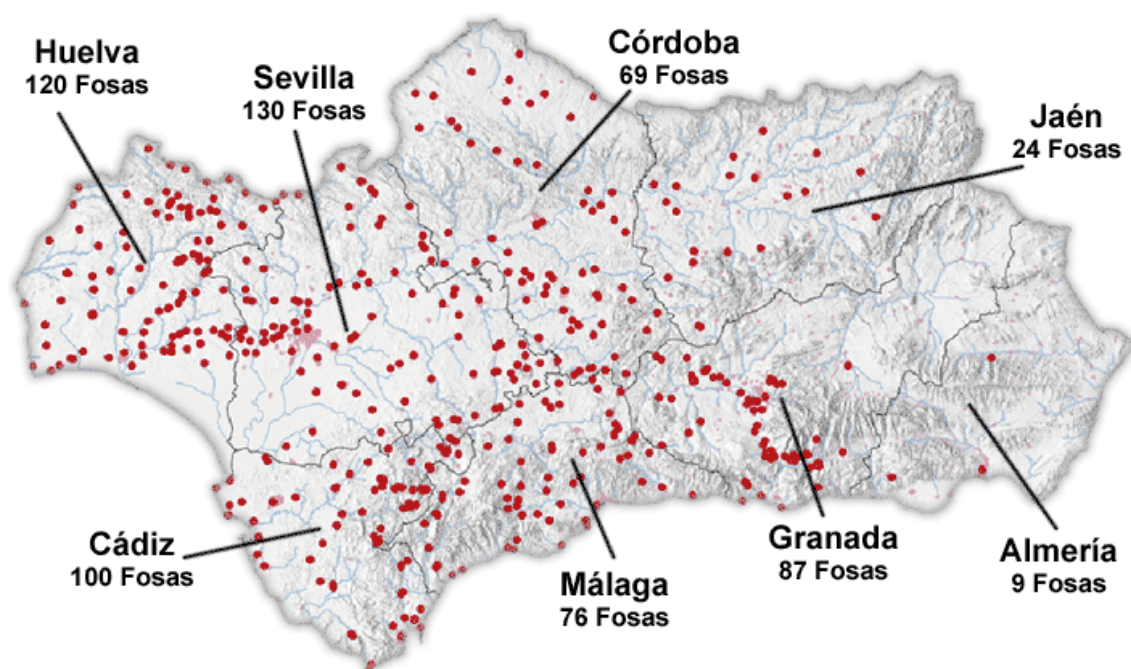 Huelva
120 Fosas
Sevilla
130 Fosas
Córdoba
69 Fosas
Jaén
24 Fosas
Cádiz
100 Fosas
Málaga
76 Fosas
Granada
87 Fosas
Almería
9 Fosas